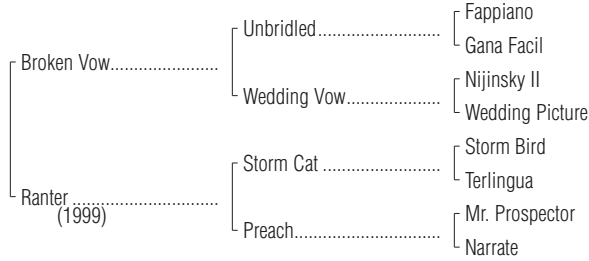 Fappiano
Unbridled..........................
Gana Facil
Broken Vow.......................
Nijinsky II
Wedding Vow....................
Wedding Picture
Storm Bird
Storm Cat .........................
Terlingua
Ranter ...............................
(1999)
Mr. Prospector
Preach...............................
Narrate